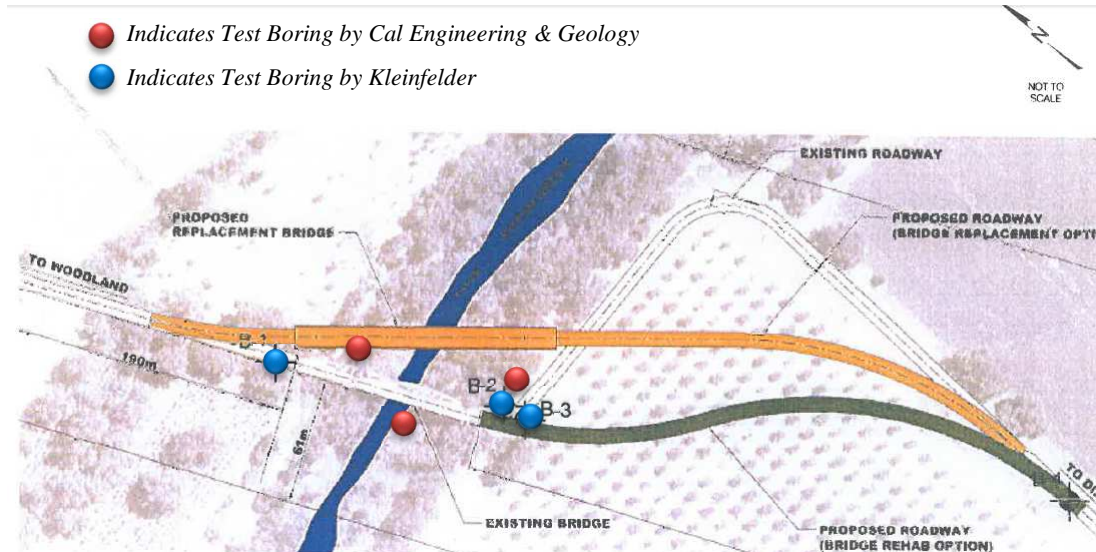 Indicates Test Boring by Cal Engineering & Geology
Indicates Test Boring by Kleinfelder
N
NOT TO
SCALE
EXISTING ROADWAY
PROPOSED
REPLACEMENT BRIDGE
PROPOSED ROADWAY
(BRIDGE REPLACEMENT OPTI
TO WOODLAND
B-1
190m
B-2
B-3
61m
EXISTING BRIDGE
PROPOSED ROADWAY
(BRIDGE REHAB OPTION)
TO DI